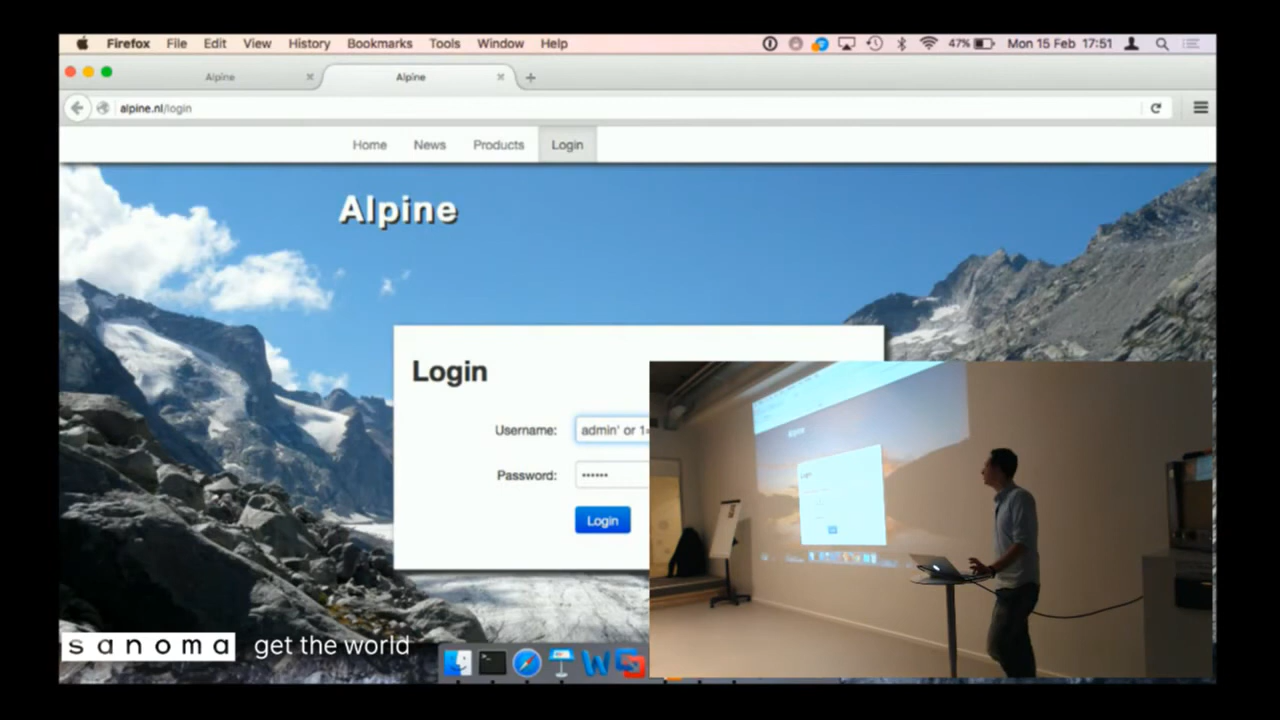 Firefox File Edit View History Bookmarks Tools Window Help 47% Mon 15 Feb 17:51
Alpine Alpine
alpine.nl/login
Home News Products Login
Alpine
Login
Username: admin' or 1
Password: ••••••
Login
sanoma get the world